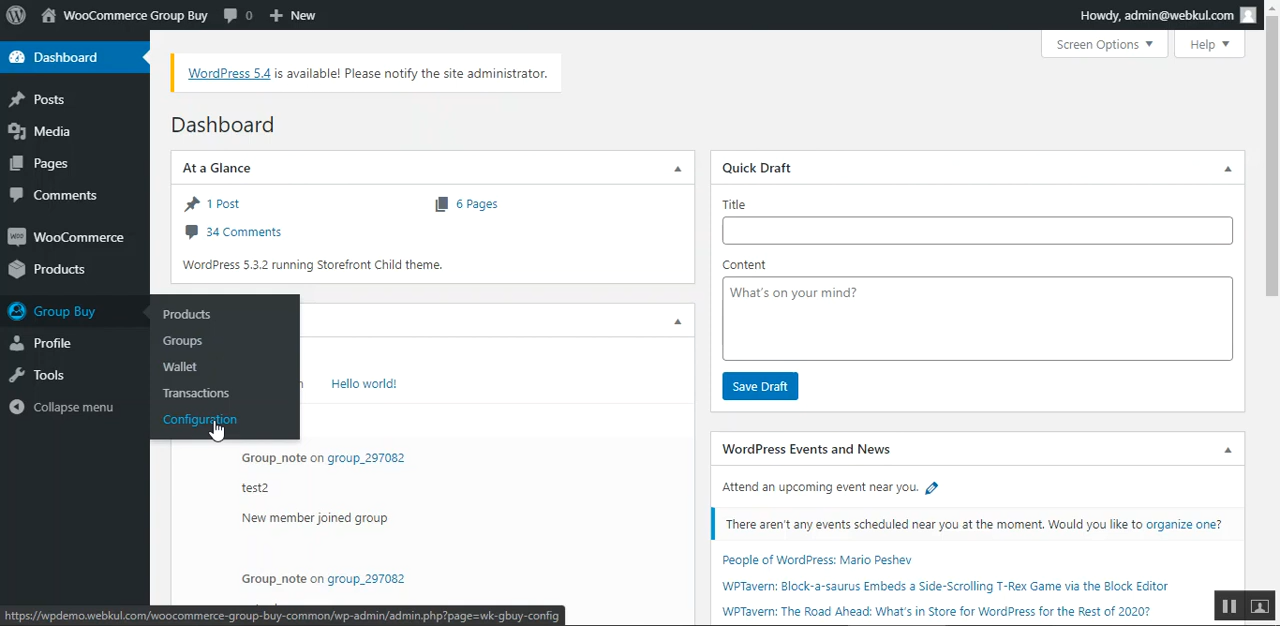 WooCommerce Group Buy 0 New Howdy, admin@webkul.com
Dashboard
Posts
Media
Pages
Comments
WooCommerce
Products
Group Buy
Profile
Tools
Collapse menu
Products
Groups
Wallet
Transactions
Configuration
Screen Options ▼ Help ▼
WordPress 5.4 is available! Please notify the site administrator.
Dashboard
At a Glance
1 Post 6 Pages
34 Comments
WordPress 5.3.2 running Storefront Child theme.
Hello world!
Group_note on group_297082
test2
New member joined group
Group_note on group_297082
Quick Draft
Title
Content
What's on your mind?
Save Draft
WordPress Events and News
Attend an upcoming event near you.
There aren't any events scheduled near you at the moment. Would you like to organize one?
People of WordPress: Mario Peshev
WPTavern: Block-a-saurus Embeds a Side-Scrolling T-Rex Game via the Block Editor
WPTavern: The Road Ahead: What's in Store for WordPress for the Rest of 2020?
https://wpdemo.webkul.com/woocommerce-group-buy-common/wp-admin/admin.php?page=wk-gbuy-config